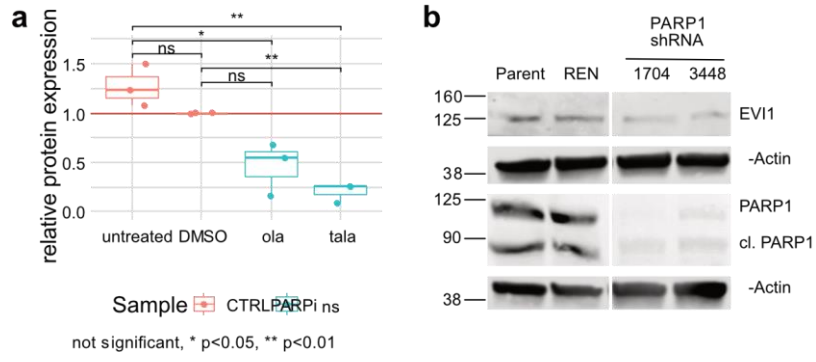 a
relative protein expression
**
*
ns
**
ns
1.5
1.0
0.5
0.0
untreated DMSO ola tala
Sample CTRL PARPi ns
not significant, * p<0.05, ** p<0.01
b
PARP1
shRNA
Parent REN 1704 3448
160
125
EVI1
38
-Actin
125
PARP1
90
cl. PARP1
38
-Actin